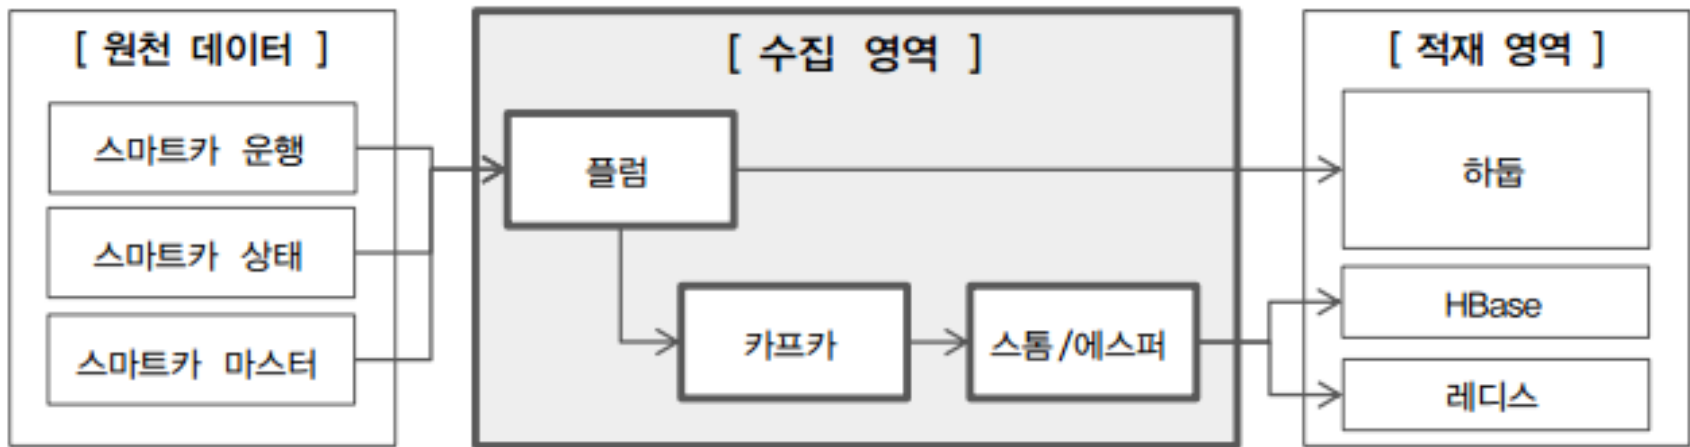 [ 원천 데이터 ]
스마트카 운행
스마트카 상태
스마트카 마스터
[ 수집 영역 ]
플럼
카프카
스톰/에스퍼
[ 적재 영역 ]
하둡
HBase
레디스